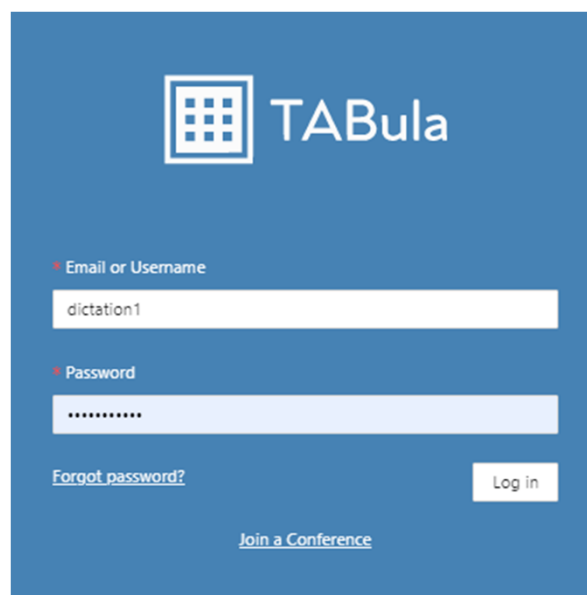 TABula
* Email or Username
dictation1
* Password
•••••••••••
Forgot password?
Log in
Join a Conference